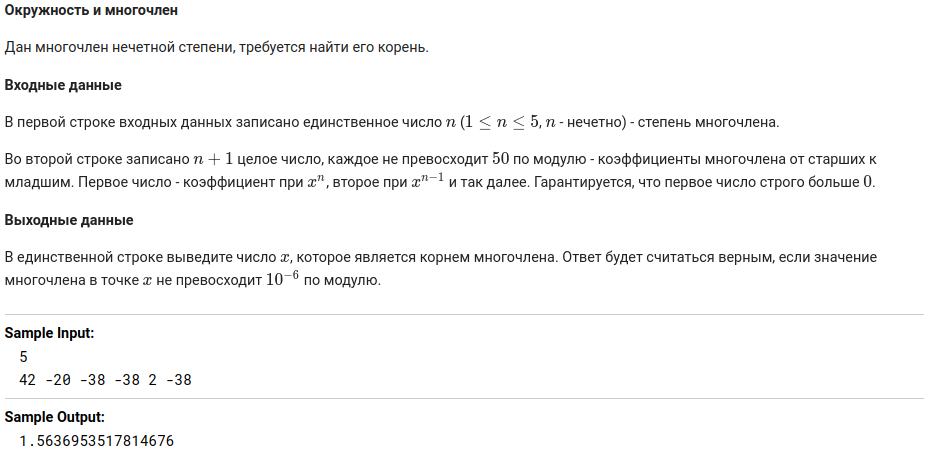 Окружность и многочлен
Дан многочлен нечетной степени, требуется найти его корень.
Входные данные
В первой строке входных данных записано единственное число n (1 ≤ n ≤ 5, n - нечетно) - степень многочлена.
Во второй строке записано n + 1 целое число, каждое не превосходит 50 по модулю - коэффициенты многочлена от старших к
младшим. Первое число - коэффициент при xⁿ, второе при xⁿ⁻¹ и так далее. Гарантируется, что первое число строго больше 0.
Выходные данные
В единственной строке выведите число x, которое является корнем многочлена. Ответ будет считаться верным, если значение
многочлена в точке x не превосходит 10⁻⁶ по модулю.
Sample Input:
5
42 -20 -38 -38 2 -38
Sample Output:
1.5636953517814676